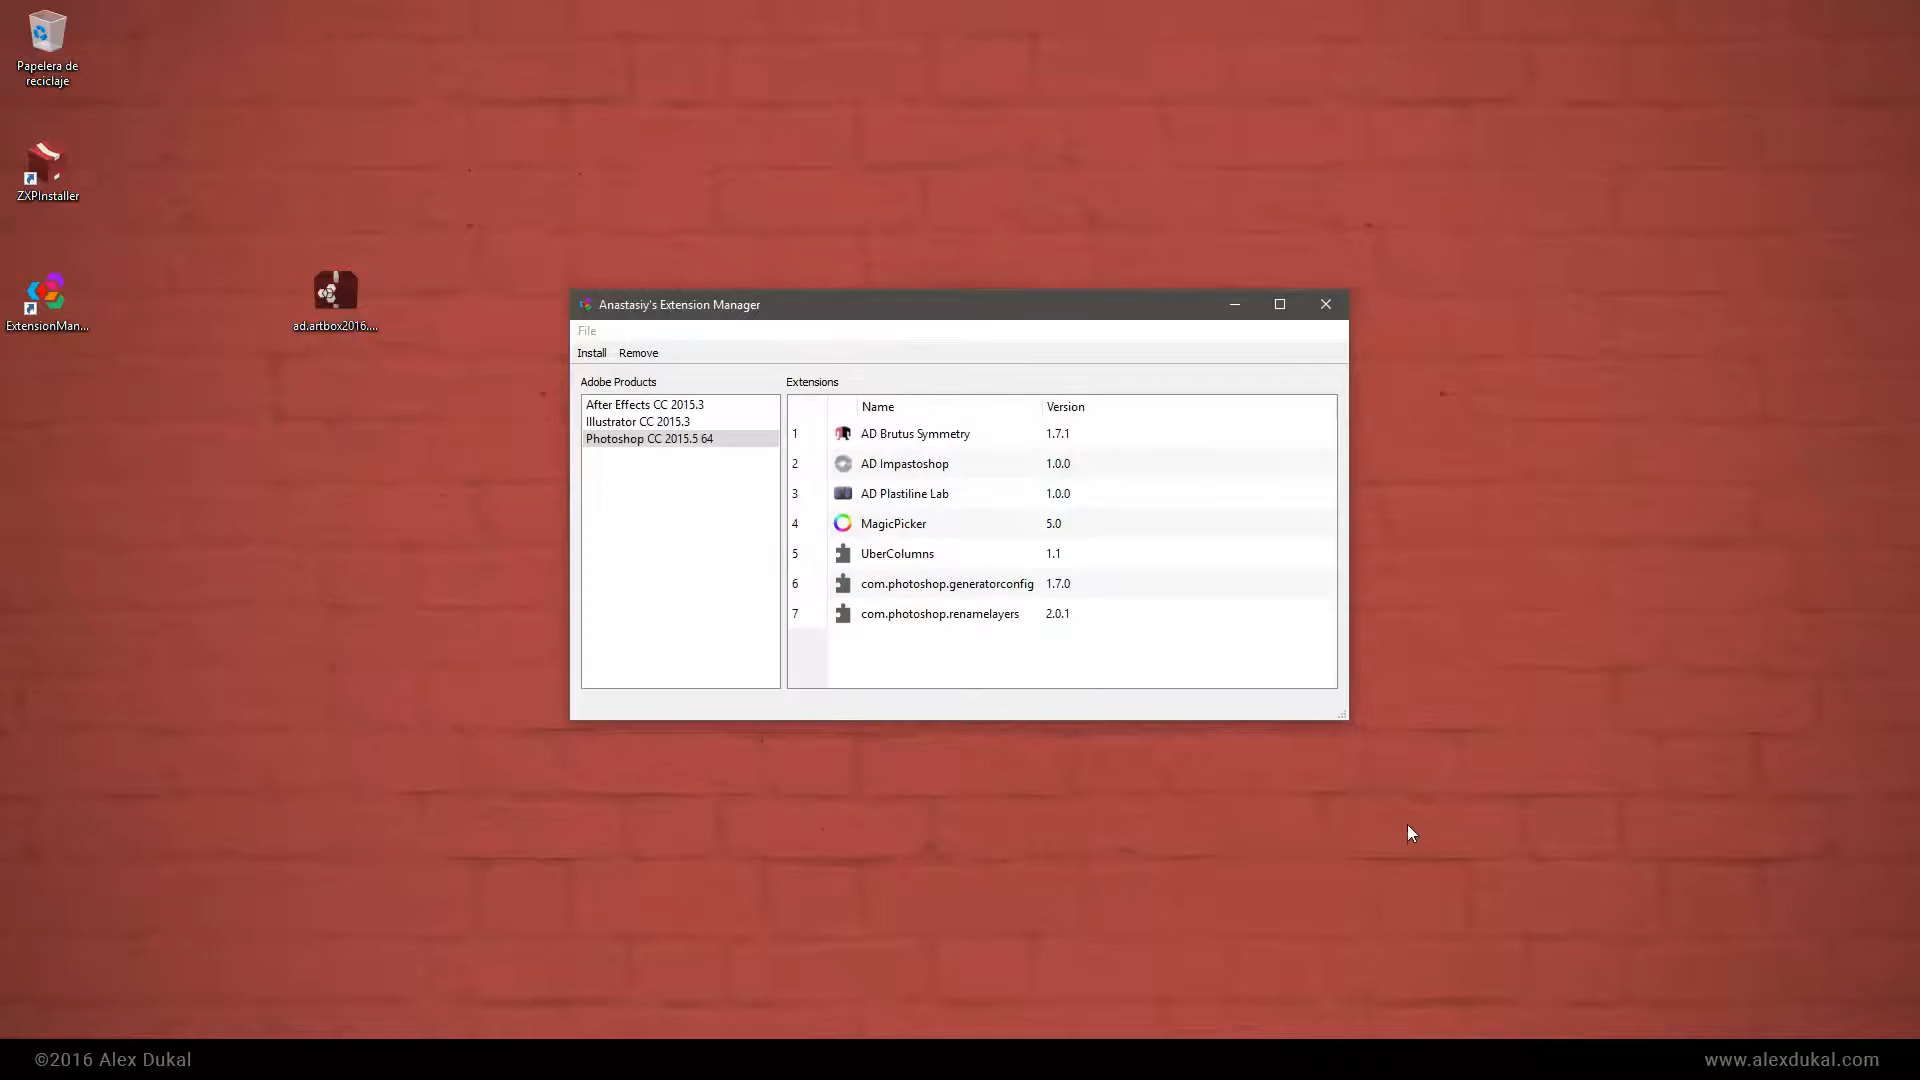 Papelera de
reciclaje
ZXPInstaller
ExtensionMan...
ad.artbox2016....
Anastasiy's Extension Manager
File
Install Remove
Adobe Products
After Effects CC 2015.3
Illustrator CC 2015.3
Photoshop CC 2015.5 64
Extensions
Name Version
1 AD Brutus Symmetry 1.7.1
2 AD Impastoshop 1.0.0
3 AD Plastiline Lab 1.0.0
4 MagicPicker 5.0
5 UberColumns 1.1
6 com.photoshop.generatorconfig 1.7.0
7 com.photoshop.renamelayers 2.0.1
©2016 Alex Dukal
www.alexdukal.com